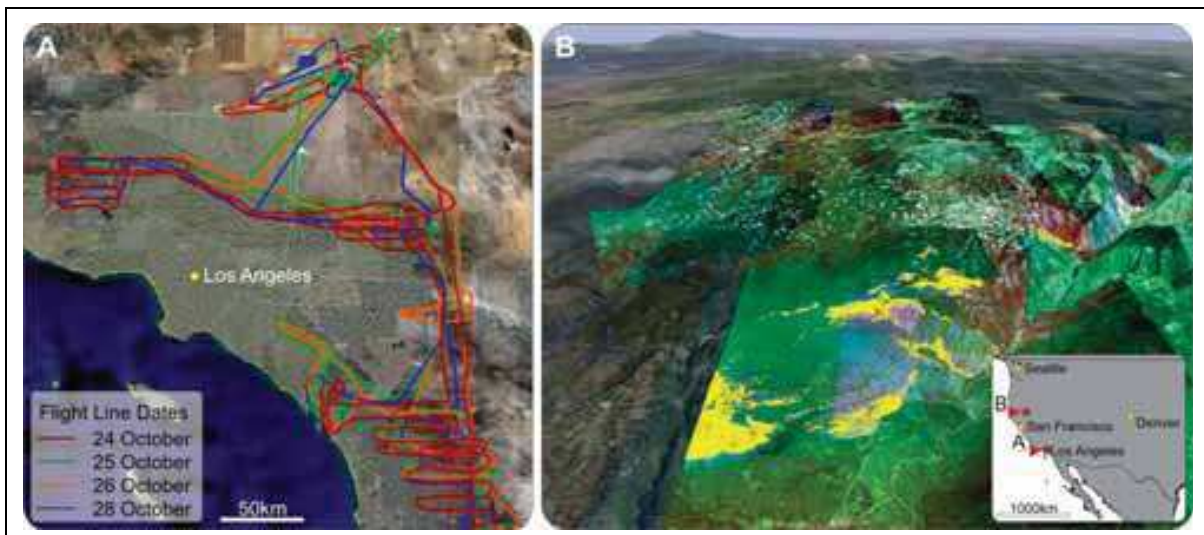 A
Los Angeles
Flight Line Dates
24 October
25 October
26 October
28 October
50km
B
Seattle
B
San Francisco
Denver
A
Los Angeles
1000km